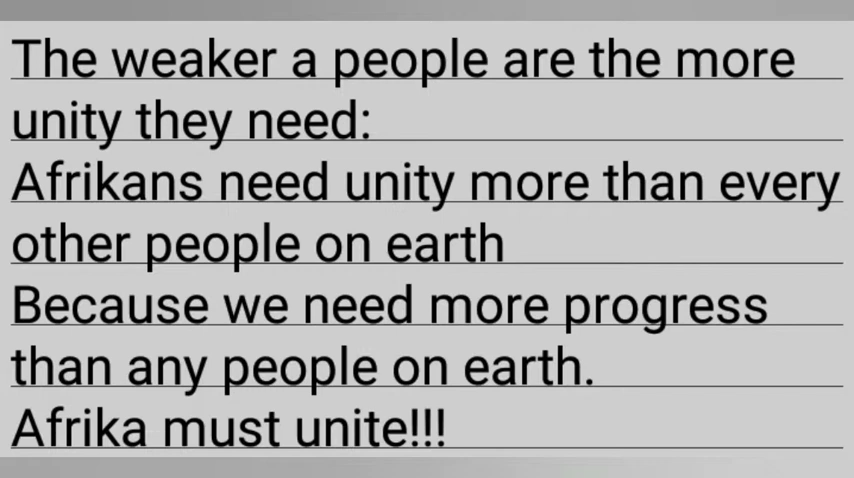 The weaker a people are the more
unity they need:
Afrikans need unity more than every
other people on earth
Because we need more progress
than any people on earth.
Afrika must unite!!!